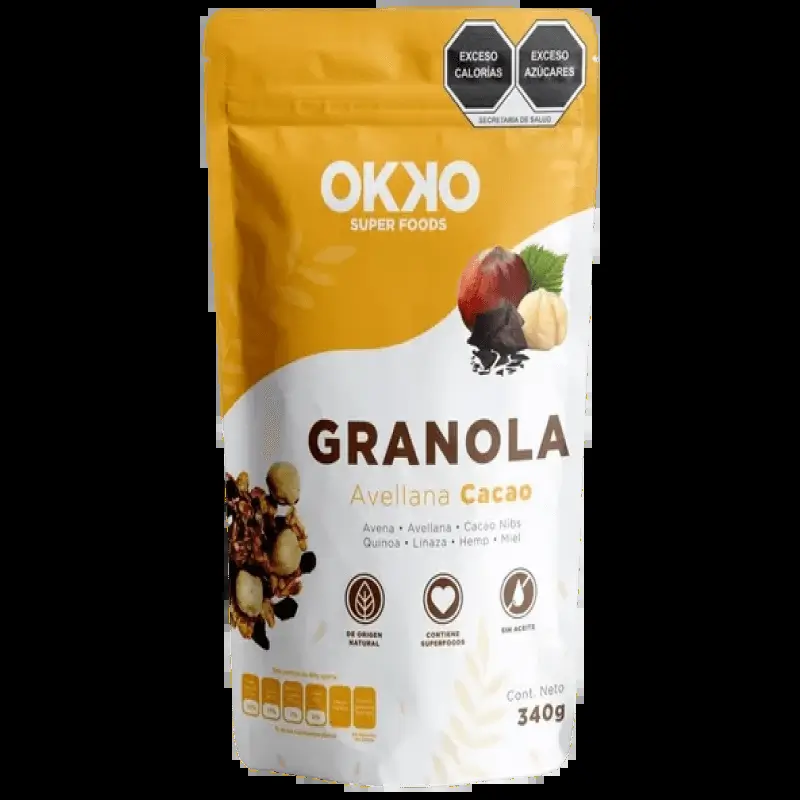 EXCESO CALORÍAS
EXCESO AZÚCARES
SECRETARÍA DE SALUD
OKKO
SUPER FOODS
GRANOLA
Avellana Cacao
Avena • Avellana • Cacao Nibs
Quinoa • Linaza • Hemp • Miel
DE ORIGEN NATURAL
CONTIENE SUPERFOODS
SIN ACEITE
Cont. Neto
340g